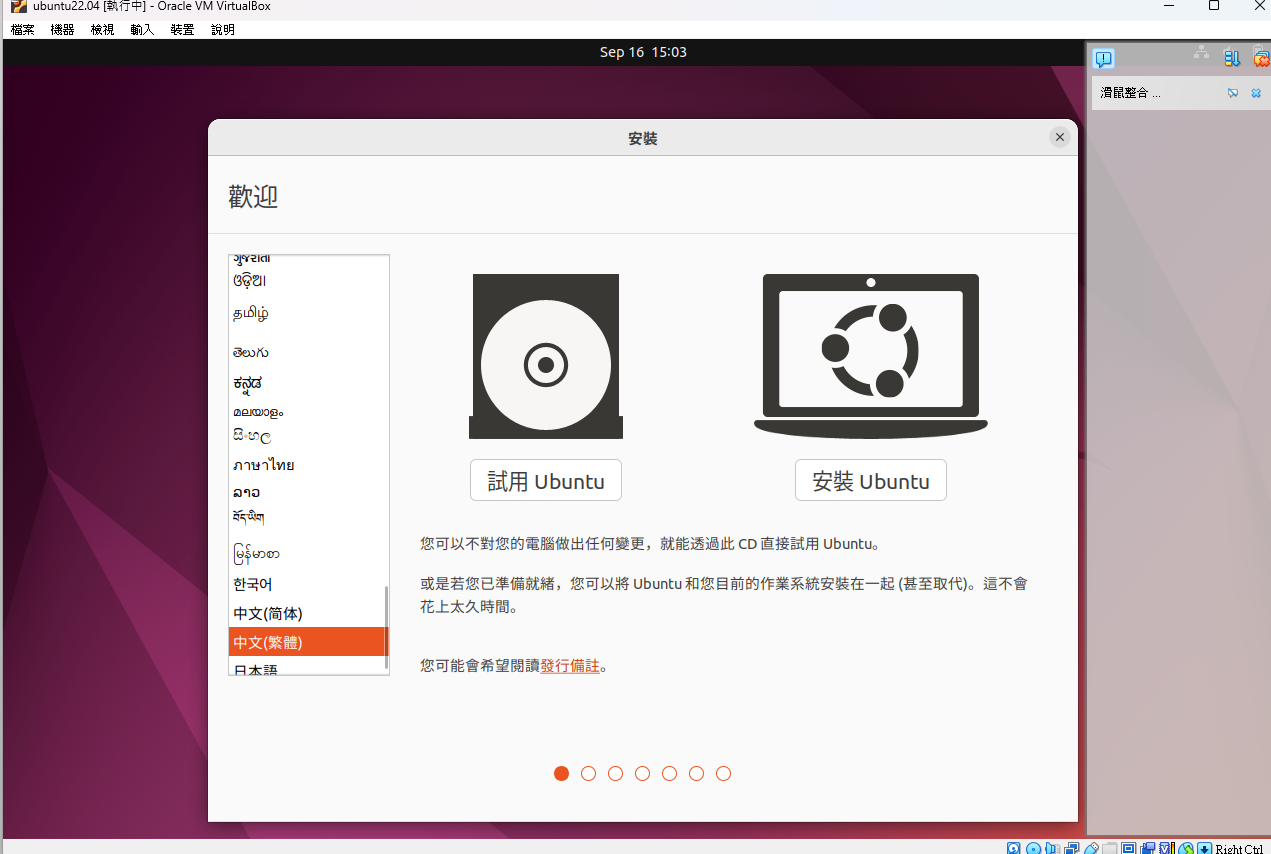 ubuntu22.04 [執行中] - Oracle VM VirtualBox
檔案 機器 檢視 輸入 裝置 說明
Sep 16 15:03
滑鼠整合 ...
安裝
歡迎
ગુજરાતી
ଓଡ଼ିଆ
தமிழ்
తెలుగు
ಕನ್ನಡ
മലയാളം
සිංහල
ภาษาไทย
ລາວ
བོད་ཡིག
မြန်မာစာ
한국어
中文(简体)
中文(繁體)
日本語
試用 Ubuntu
安裝 Ubuntu
您可以不對您的電腦做出任何變更，就能透過此 CD 直接試用 Ubuntu。
或是若您已準備就緒，您可以將 Ubuntu 和您目前的作業系統安裝在一起 (甚至取代)。這不會
花上太久時間。
您可能會希望閱讀發行備註。
Right Ctrl